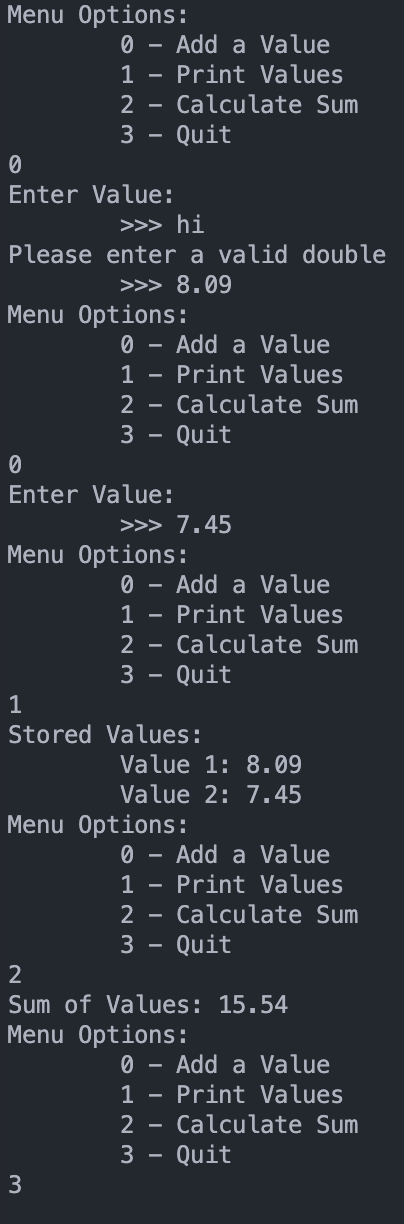 Menu Options:
        0 – Add a Value
        1 – Print Values
        2 – Calculate Sum
        3 – Quit
0
Enter Value:
        >>> hi
Please enter a valid double
        >>> 8.09
Menu Options:
        0 – Add a Value
        1 – Print Values
        2 – Calculate Sum
        3 – Quit
0
Enter Value:
        >>> 7.45
Menu Options:
        0 – Add a Value
        1 – Print Values
        2 – Calculate Sum
        3 – Quit
1
Stored Values:
        Value 1: 8.09
        Value 2: 7.45
Menu Options:
        0 – Add a Value
        1 – Print Values
        2 – Calculate Sum
        3 – Quit
2
Sum of Values: 15.54
Menu Options:
        0 – Add a Value
        1 – Print Values
        2 – Calculate Sum
        3 – Quit
3